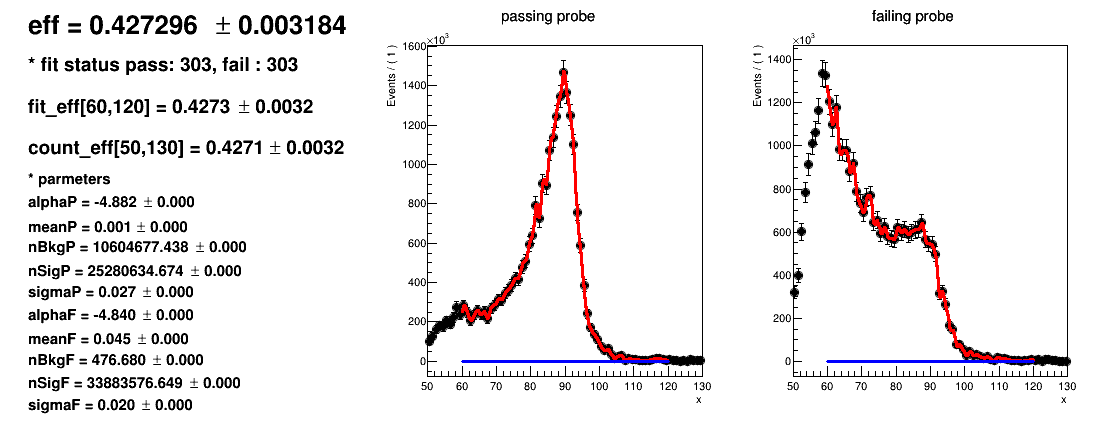 eff = 0.427296 ± 0.003184
* fit status pass: 303, fail : 303
fit_eff[60,120] = 0.4273 ± 0.0032
count_eff[50,130] = 0.4271 ± 0.0032
* parmeters
alphaP = -4.882 ± 0.000
meanP = 0.001 ± 0.000
nBkgP = 10604677.438 ± 0.000
nSigP = 25280634.674 ± 0.000
sigmaP = 0.027 ± 0.000
alphaF = -4.840 ± 0.000
meanF = 0.045 ± 0.000
nBkgF = 476.680 ± 0.000
nSigF = 33883576.649 ± 0.000
sigmaF = 0.020 ± 0.000
passing probe
×10³
Events / ( 1 )
1600
1400
1200
1000
800
600
400
200
0
50 60 70 80 90 100 110 120 130
x
failing probe
×10³
Events / ( 1 )
1400
1200
1000
800
600
400
200
0
50 60 70 80 90 100 110 120 130
x